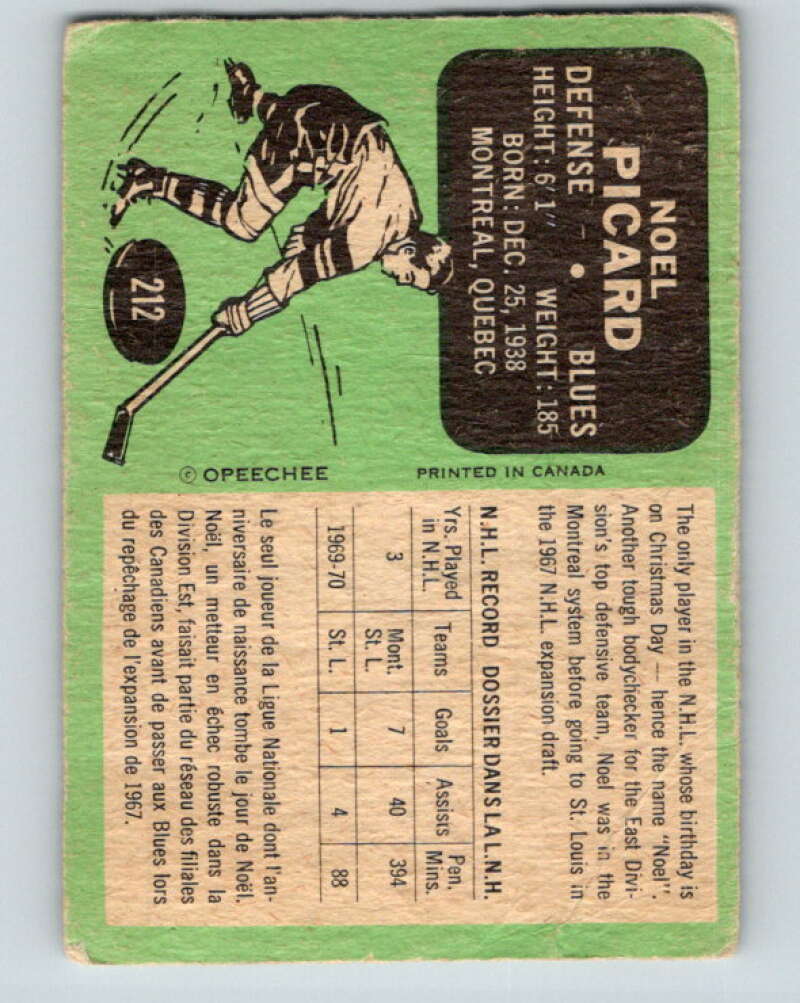 NOEL
PICARD
DEFENSE • BLUES
HEIGHT: 6'1" WEIGHT: 185
BORN: DEC. 25, 1938
MONTREAL, QUEBEC
212
© OPEECHEE
PRINTED IN CANADA
The only player in the N.H.L. whose birthday is
on Christmas Day — hence the name "Noel".
Another tough bodychecker for the East Divi-
sion's top defensive team, Noel was in the
Montreal system before going to St. Louis in
the 1967 N.H.L. expansion draft.
N.H.L. RECORD DOSSIER DANS LA L.N.H.
Yrs. Played in N.H.L. Teams Goals Assists Pen. Mins.
3 Mont. St. L. 7 40 394
1969-70 St. L. 1 4 88
Le seul joueur de la Ligue Nationale dont l'an-
niversaire de naissance tombe le jour de Noël.
Noël, un metteur en échec robuste dans la
Division Est, faisait partie du réseau des filiales
des Canadiens avant de passer aux Blues lors
du repêchage de l'expansion de 1967.